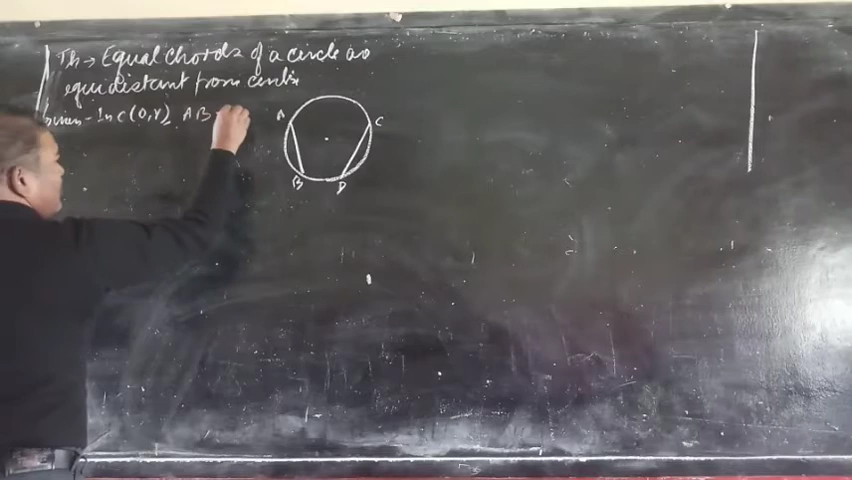 Th → Equal chords of a circle are
equidistant from centre
Given - In C(O,r) AB
A
C
B
D